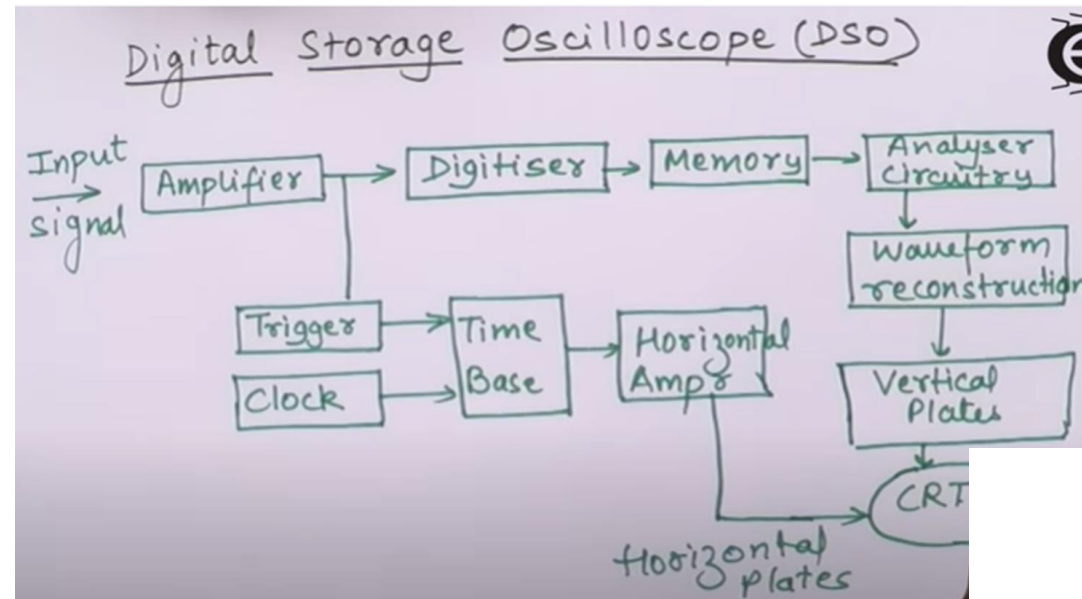 Digital Storage Oscilloscope (DSO)
Input
signal
Amplifier
Digitiser
Memory
Analyser
circuitry
Waveform
reconstruction
Vertical
Plates
CRT
Trigger
Clock
Time
Base
Horizontal
Ampr
Horizontal
plates